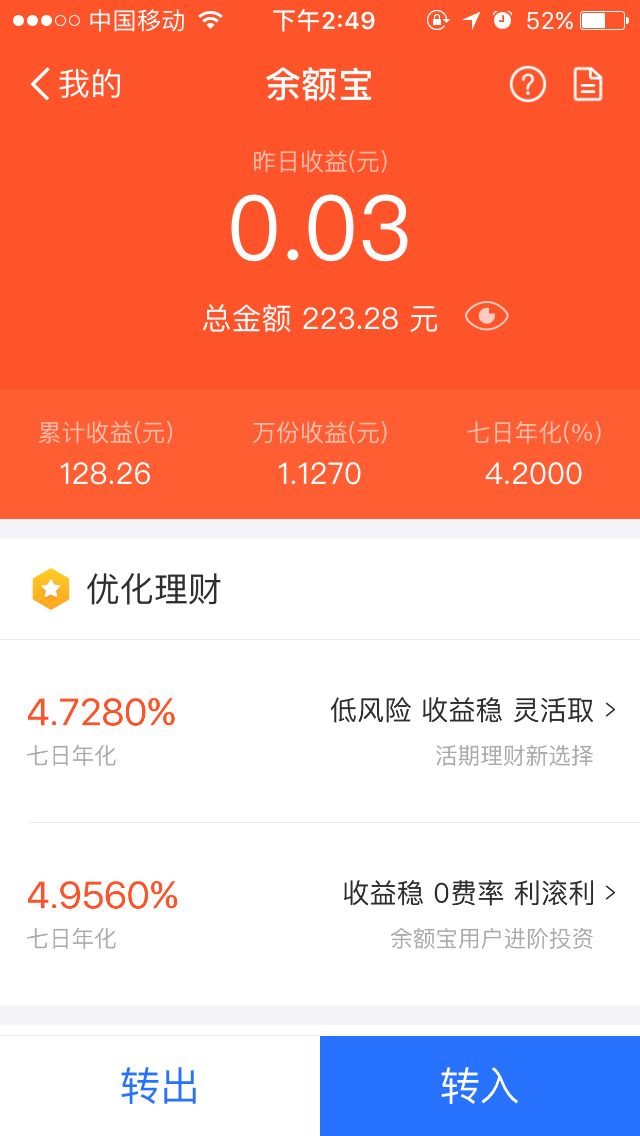 中国移动 下午2:49 52%
我的 余额宝
昨日收益(元)
0.03
总金额 223.28 元
累计收益(元) 万份收益(元) 七日年化(%)
128.26 1.1270 4.2000
优化理财
4.7280% 低风险 收益稳 灵活取
七日年化 活期理财新选择
4.9560% 收益稳 0费率 利滚利
七日年化 余额宝用户进阶投资
转出 转入